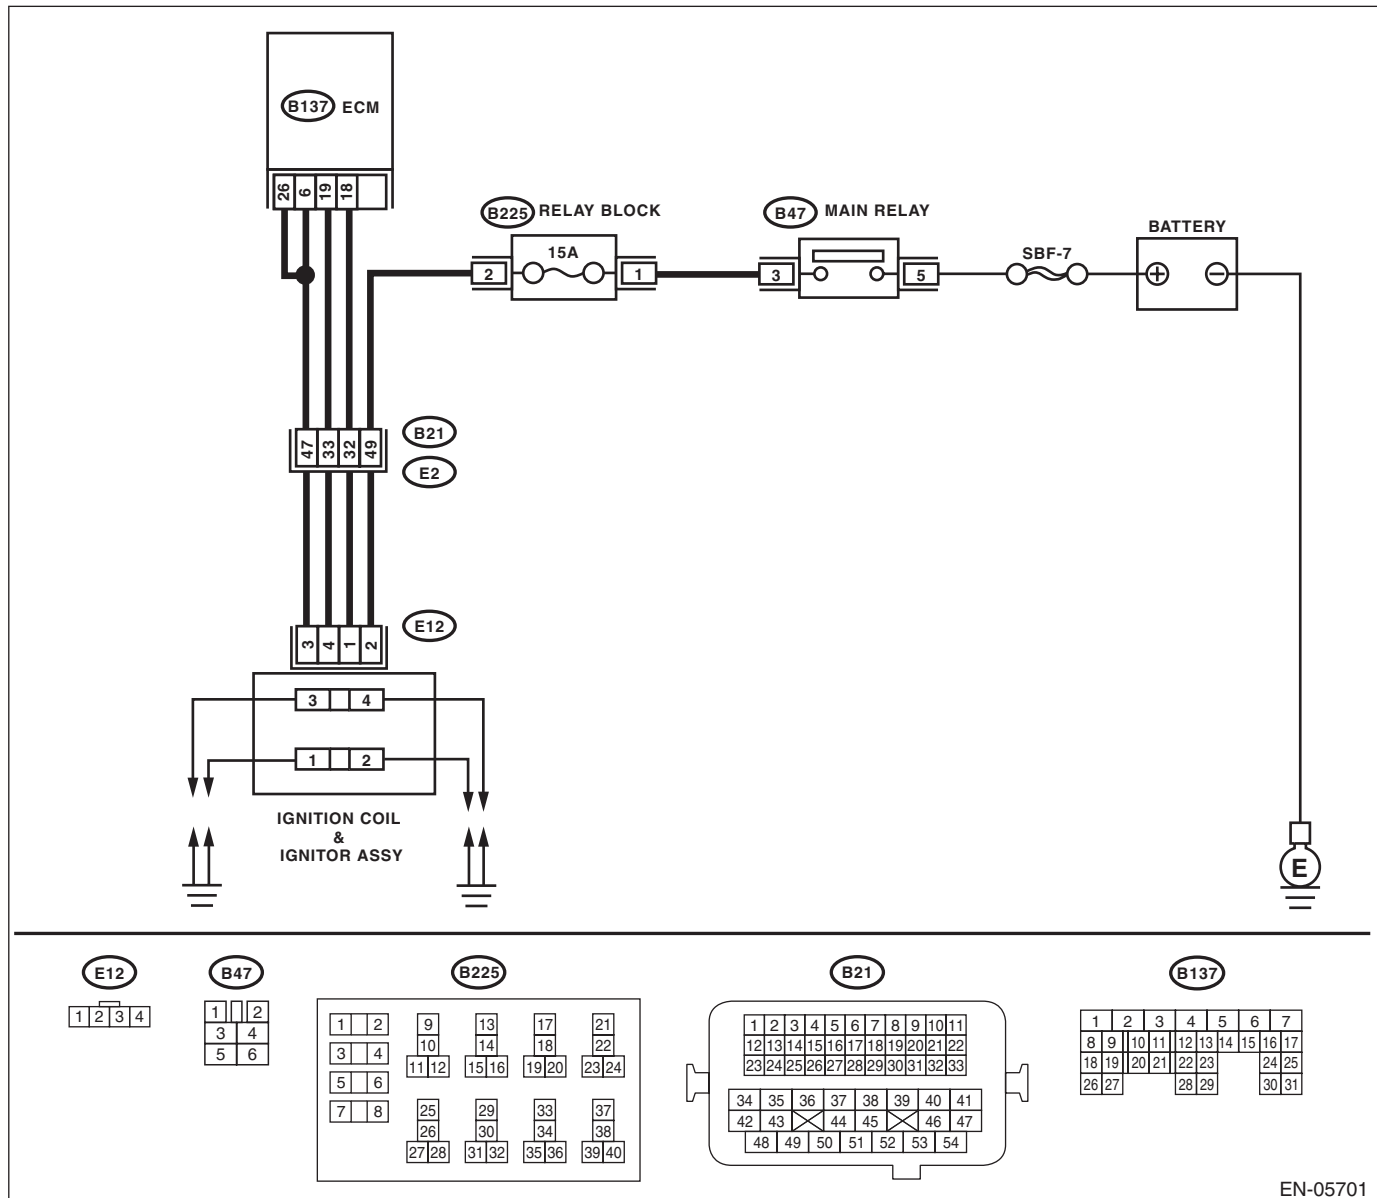 B137 ECM
26 6 19 18
B225 RELAY BLOCK
B47 MAIN RELAY
BATTERY
15A
SBF-7
2 1 3 5 + −
47 33 32 49
B21
E2
E12
3 4 1 2
3 4
1 2
IGNITION COIL
&
IGNITOR ASSY
E
E12
1 2 3 4
B47
1 2
3 4
5 6
B225
1 2
3 4
5 6
7 8
9 13 17 21
10 14 18 22
11 12 15 16 19 20 23 24
25 29 33 37
26 30 34 38
27 28 31 32 35 36 39 40
B21
1 2 3 4 5 6 7 8 9 10 11
12 13 14 15 16 17 18 19 20 21 22
23 24 25 26 27 28 29 30 31 32 33
34 35 36 37 38 39 40 41
42 43 44 45 46 47
48 49 50 51 52 53 54
B137
1 2 3 4 5 6 7
8 9 10 11 12 13 14 15 16 17
18 19 20 21 22 23 24 25
26 27 28 29 30 31
EN-05701